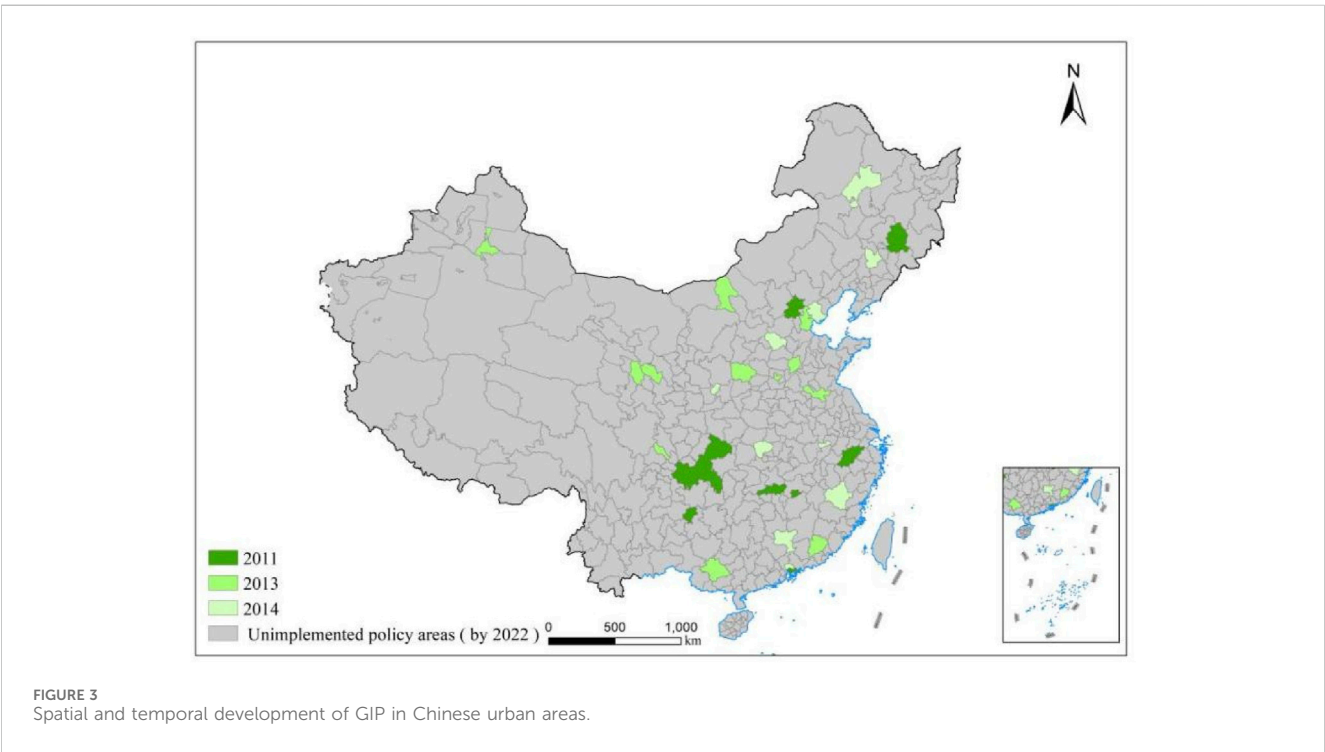 N
2011
2013
2014
Unimplemented policy areas ( by 2022 )
0 500 1,000
km
FIGURE 3
Spatial and temporal development of GIP in Chinese urban areas.